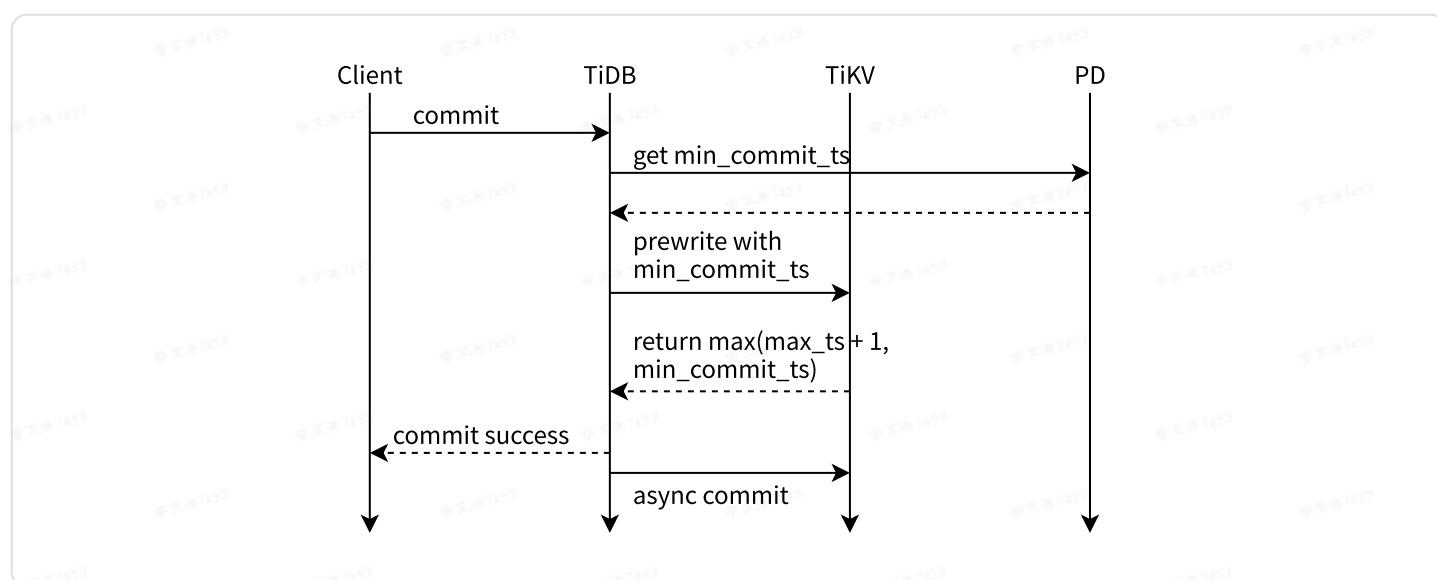 Client
TiDB
TiKV
PD
commit
get min_commit_ts
prewrite with
min_commit_ts
return max(max_ts + 1,
min_commit_ts)
commit success
async commit